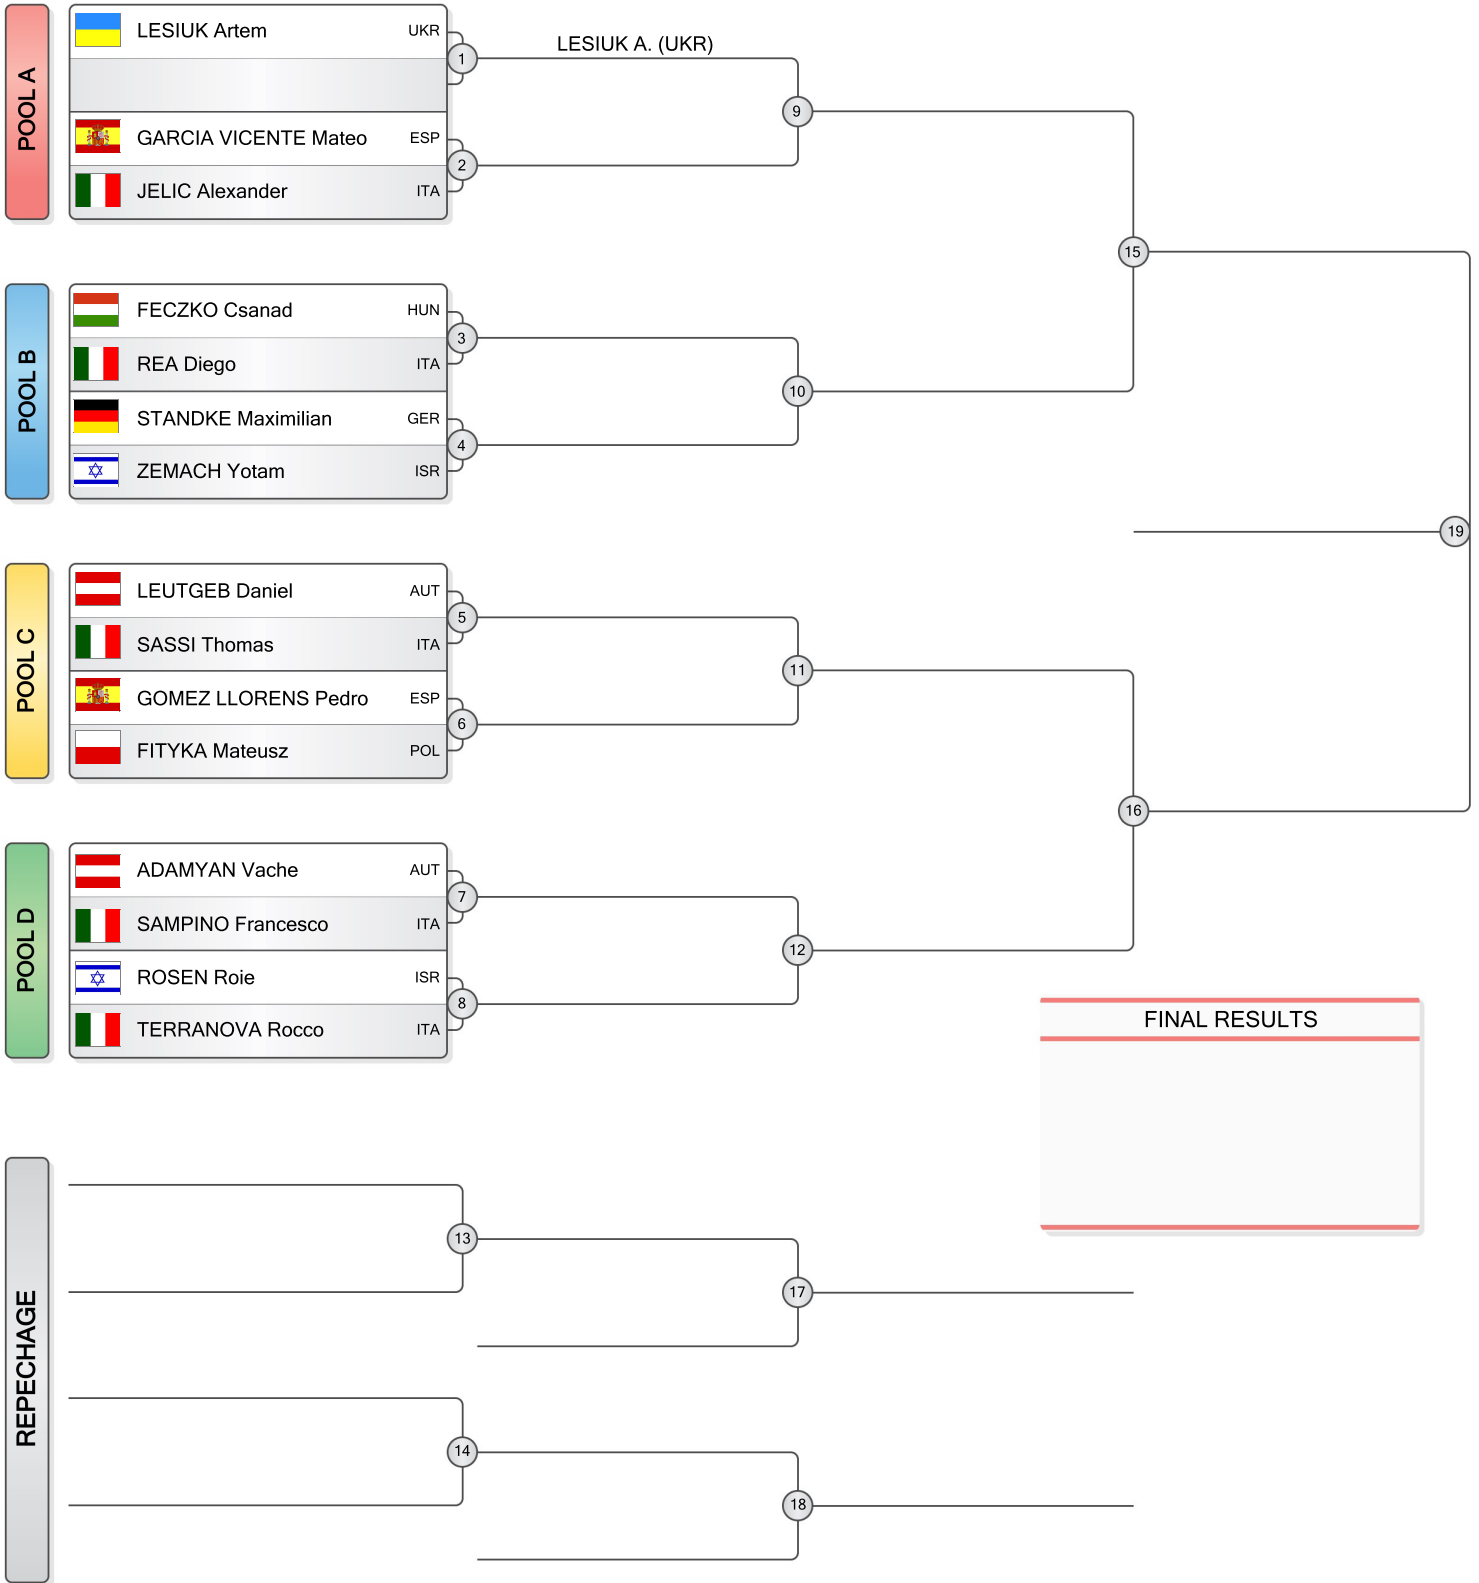 POOL A
LESIUK Artem UKR
1
LESIUK A. (UKR)
9
GARCIA VICENTE Mateo ESP
2
JELIC Alexander ITA
15
POOL B
FECZKO Csanad HUN
3
REA Diego ITA
10
STANDKE Maximilian GER
4
ZEMACH Yotam ISR
19
POOL C
LEUTGEB Daniel AUT
5
SASSI Thomas ITA
11
GOMEZ LLORENS Pedro ESP
6
FITYKA Mateusz POL
16
POOL D
ADAMYAN Vache AUT
7
SAMPINO Francesco ITA
12
ROSEN Roie ISR
8
TERRANOVA Rocco ITA
FINAL RESULTS
REPECHAGE
13
17
14
18